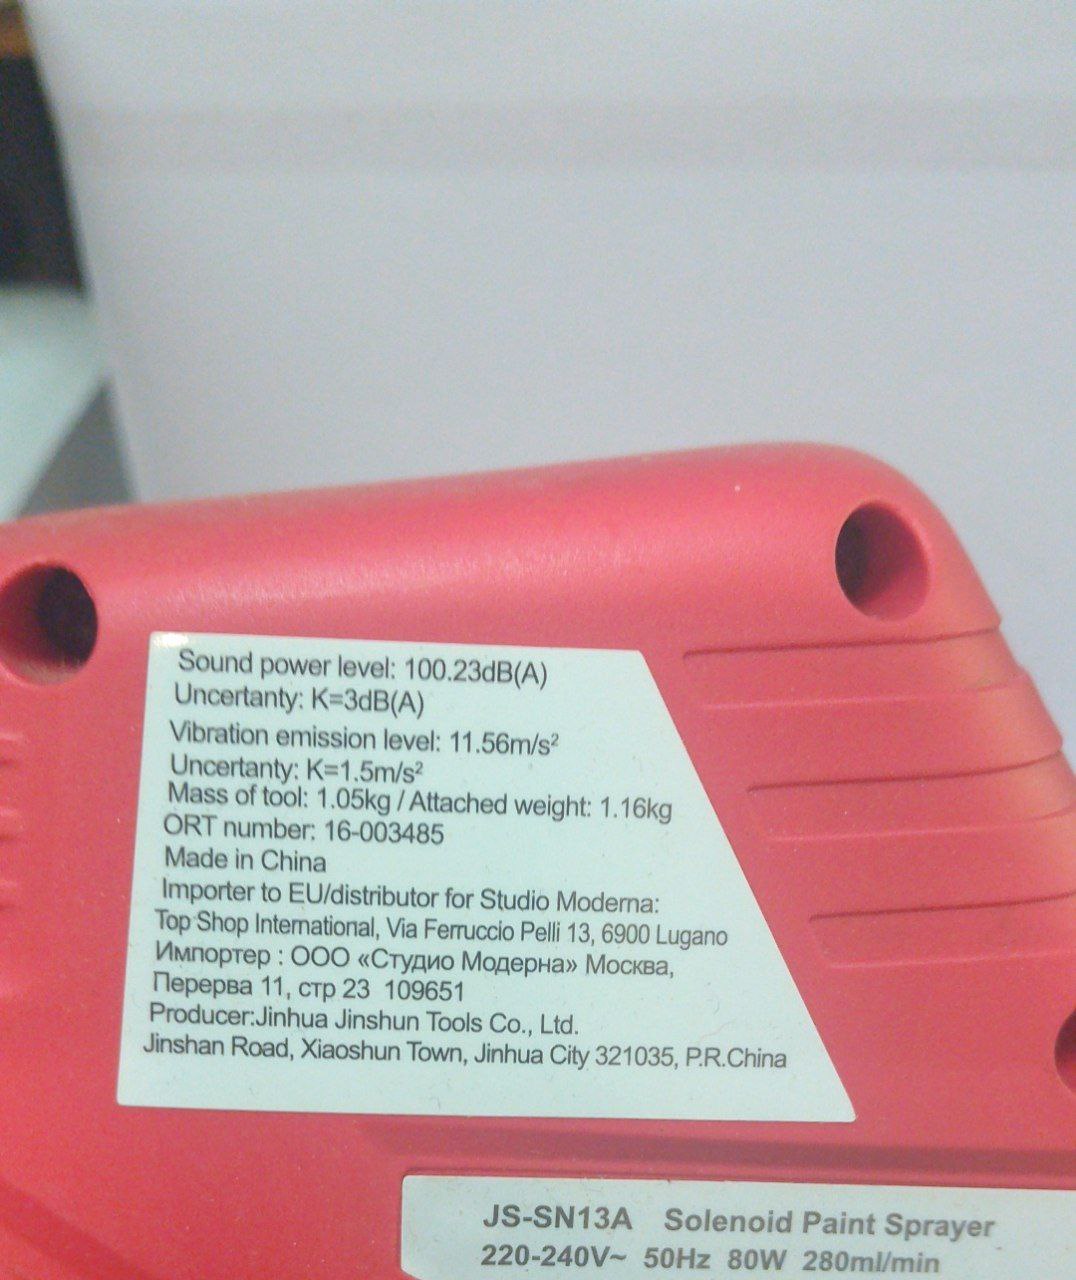 Sound power level: 100.23dB(A)
Uncertanty: K=3dB(A)
Vibration emission level: 11.56m/s²
Uncertanty: K=1.5m/s²
Mass of tool: 1.05kg / Attached weight: 1.16kg
ORT number: 16-003485
Made in China
Importer to EU/distributor for Studio Moderna:
Top Shop International, Via Ferruccio Pelli 13, 6900 Lugano
Импортер : ООО «Студио Модерна» Москва,
Перерва 11, стр 23 109651
Producer:Jinhua Jinshun Tools Co., Ltd.
Jinshan Road, Xiaoshun Town, Jinhua City 321035, P.R.China
JS-SN13A Solenoid Paint Sprayer
220-240V~ 50Hz 80W 280ml/min